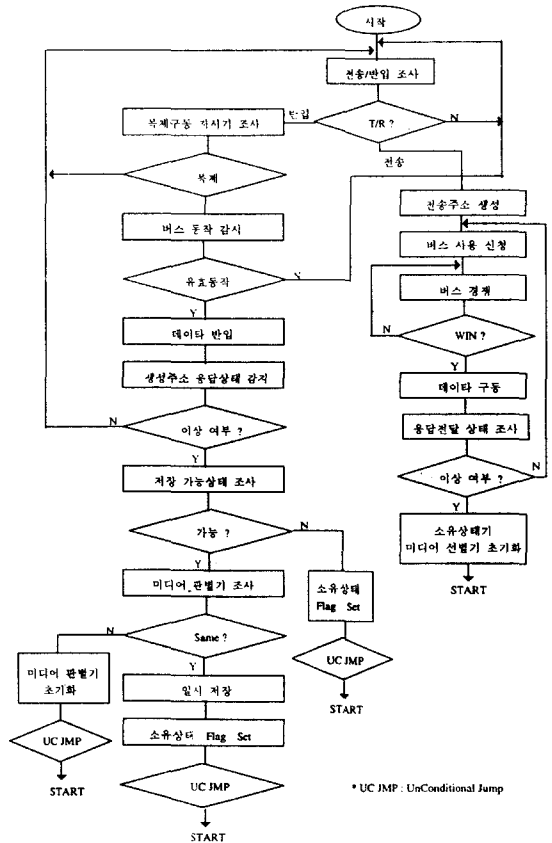 시작
전송/반입 조사
T/R ?
반입
N
전송
복제구동 지시기 조사
복제
전송주소 생성
버스 동작 감시
버스 사용 신청
유효동작
N
버스 경쟁
Y
WIN ?
N
데이타 반입
Y
데이타 구동
생성주소 응답상태 감지
응답전달 상태 조사
N
이상 여부 ?
Y
이상 여부 ?
N
Y
저장 가능상태 조사
소유상태기
미디어 선별기 초기화
START
가능 ?
N
Y
미디어 판별기 조사
소유상태
Flag Set
N
Same ?
Y
UC JMP
START
미디어 판별기
초기화
일시 저장
UC JMP
START
소유상태 Flag Set
UC JMP
START
* UC JMP : UnConditional Jump